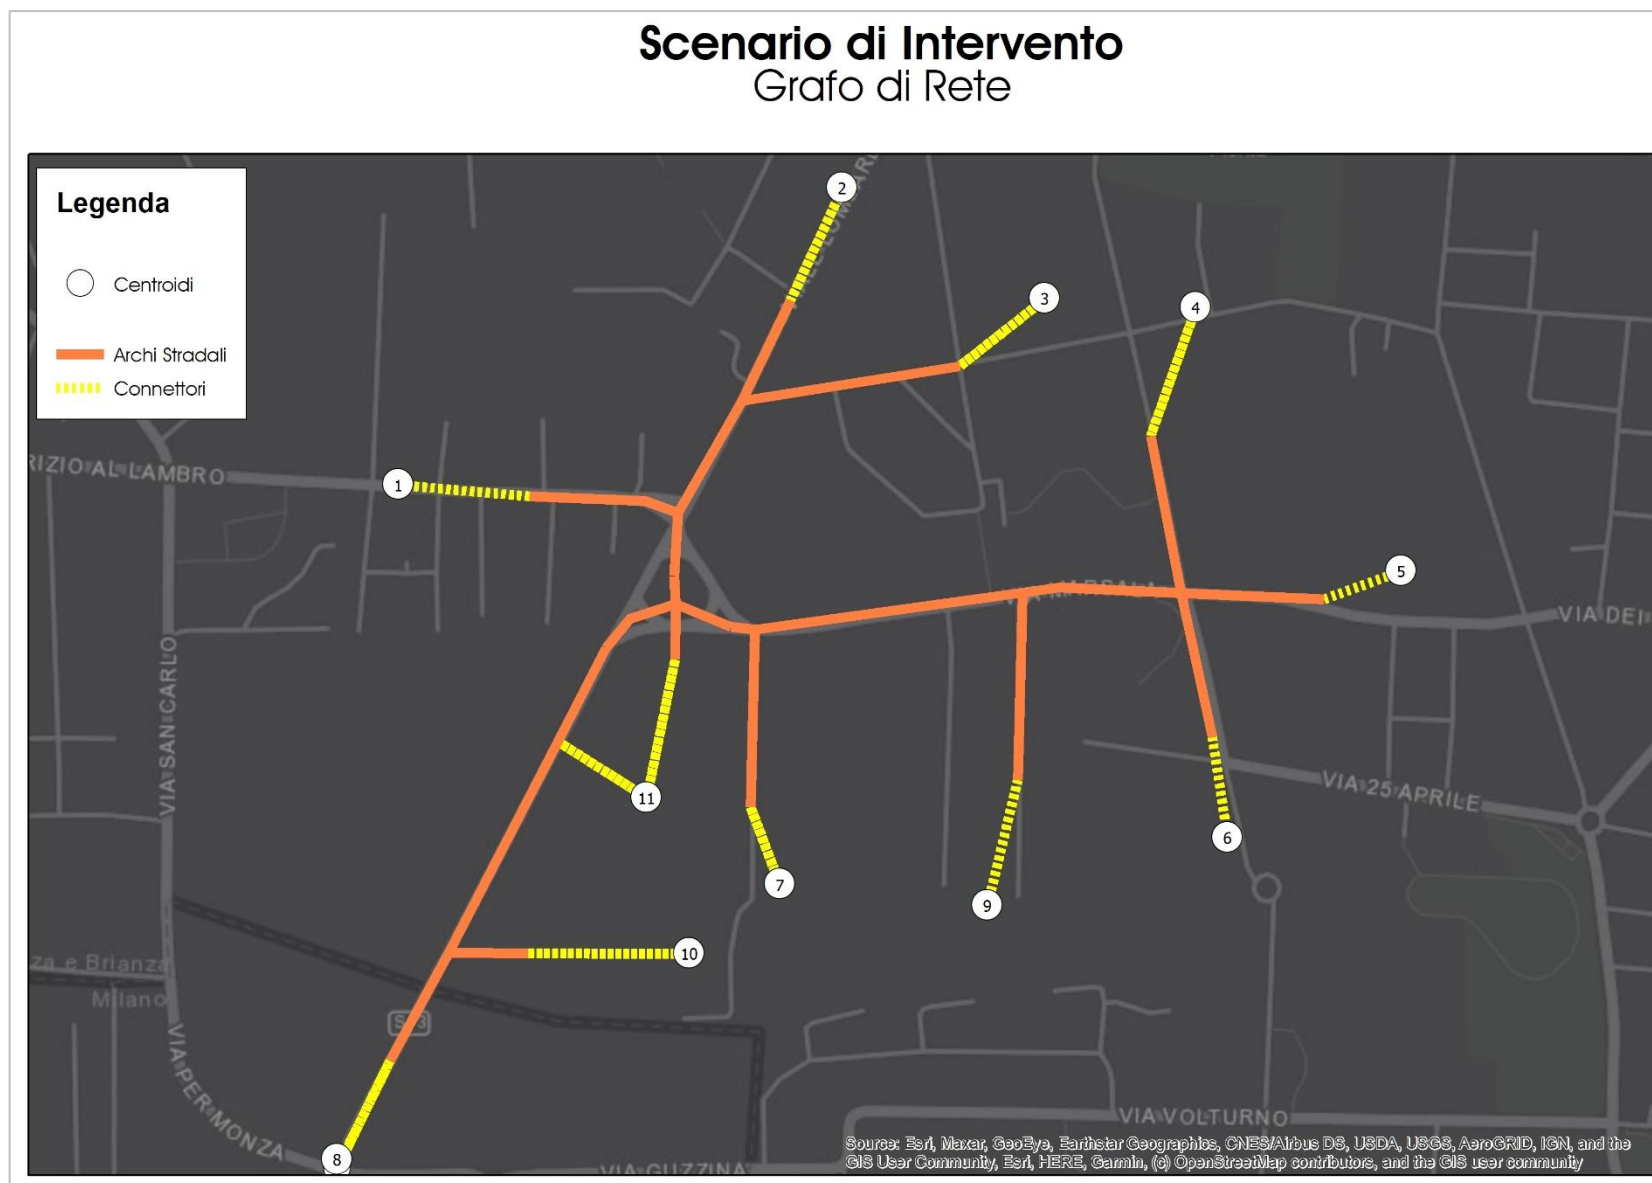 Scenario di Intervento
Grafo di Rete
Legenda
Centroidi
Archi Stradali
Connettori
2
3
4
RIZIO AL LAMBRO
1
5
VIA DEI
VIA SAN CARLO
VIA 25 APRILE
11
6
7
9
10
za e Brianza
Milano
VIA PER MONZA
VIA VOLTURNO
8
VIA GUZZINA
Source: Esri, Maxar, GeoEye, Earthstar Geographics, CNES/Airbus DS, USDA, USGS, AeroGRID, IGN, and the
GIS User Community, Esri, HERE, Garmin, (c) OpenStreetMap contributors, and the GIS user community